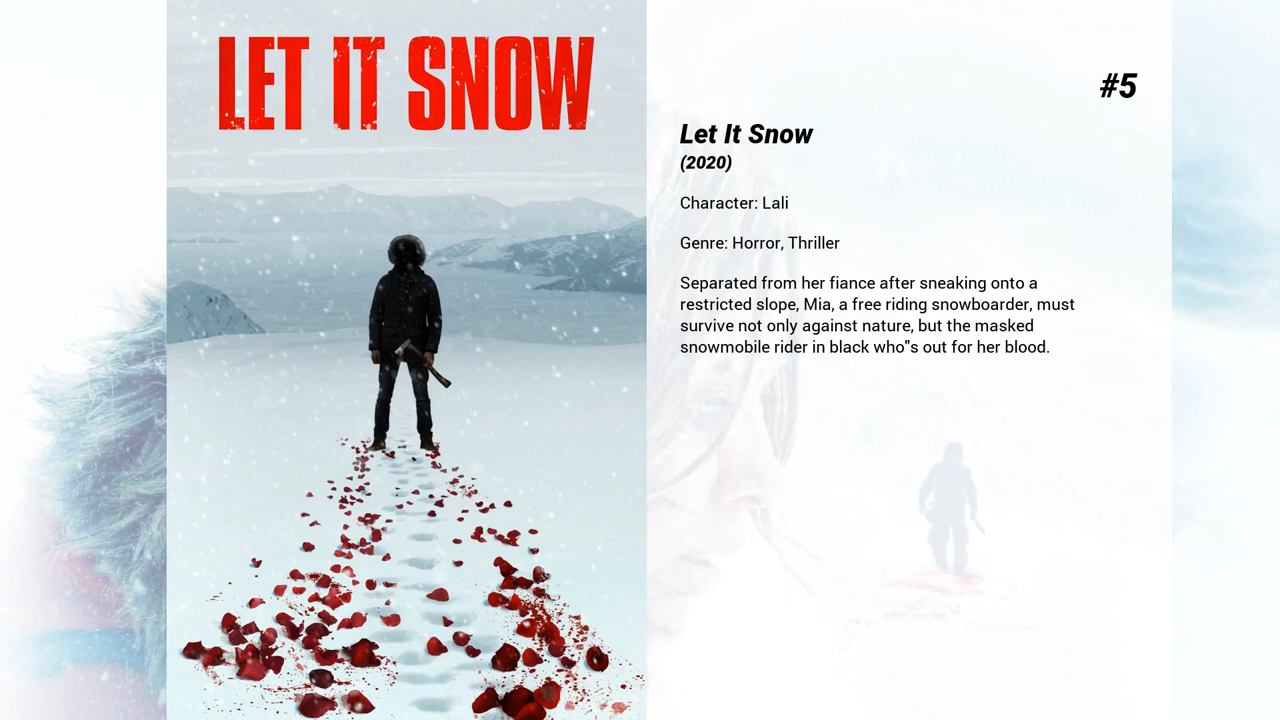 LET IT SNOW
#5
Let It Snow
(2020)
Character: Lali
Genre: Horror, Thriller
Separated from her fiance after sneaking onto a
restricted slope, Mia, a free riding snowboarder, must
survive not only against nature, but the masked
snowmobile rider in black who"s out for her blood.